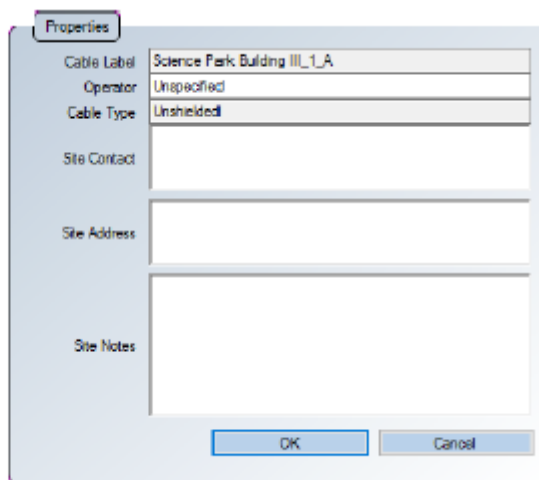 Properties
Cable Label Science Park Building III_1_A
Operator Unspecified
Cable Type Unshielded
Site Contact
Site Address
Site Notes
OK Cancel